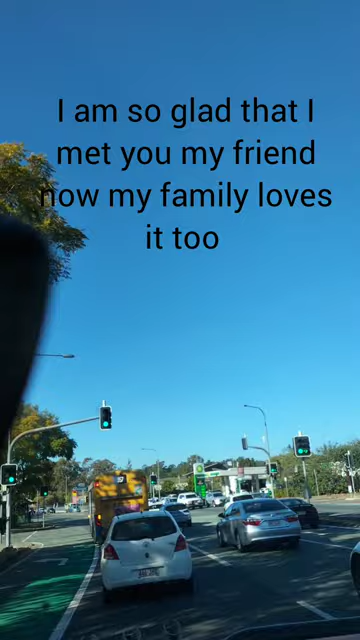 I am so glad that I
met you my friend
now my family loves
it too